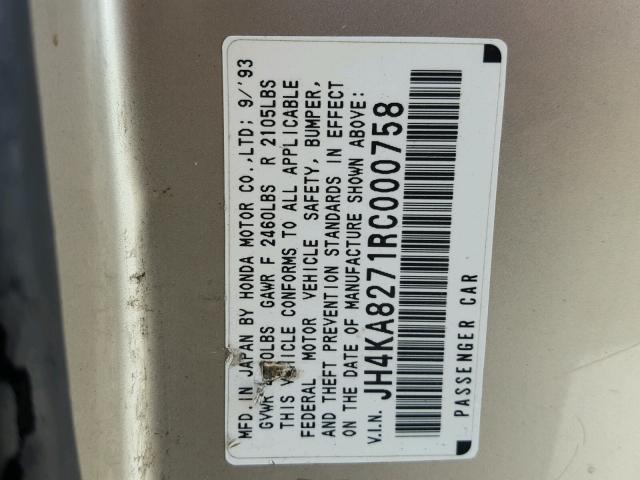 MFD. IN JAPAN BY HONDA MOTOR CO.,LTD; 9/'93
GVWR LBS GAWR F 2460LBS R 2105LBS
THIS VEHICLE CONFORMS TO ALL APPLICABLE
FEDERAL MOTOR VEHICLE SAFETY, BUMPER,
AND THEFT PREVENTION STANDARDS IN EFFECT
ON THE DATE OF MANUFACTURE SHOWN ABOVE:
V.I.N. JH4KA8271RC000758
PASSENGER CAR